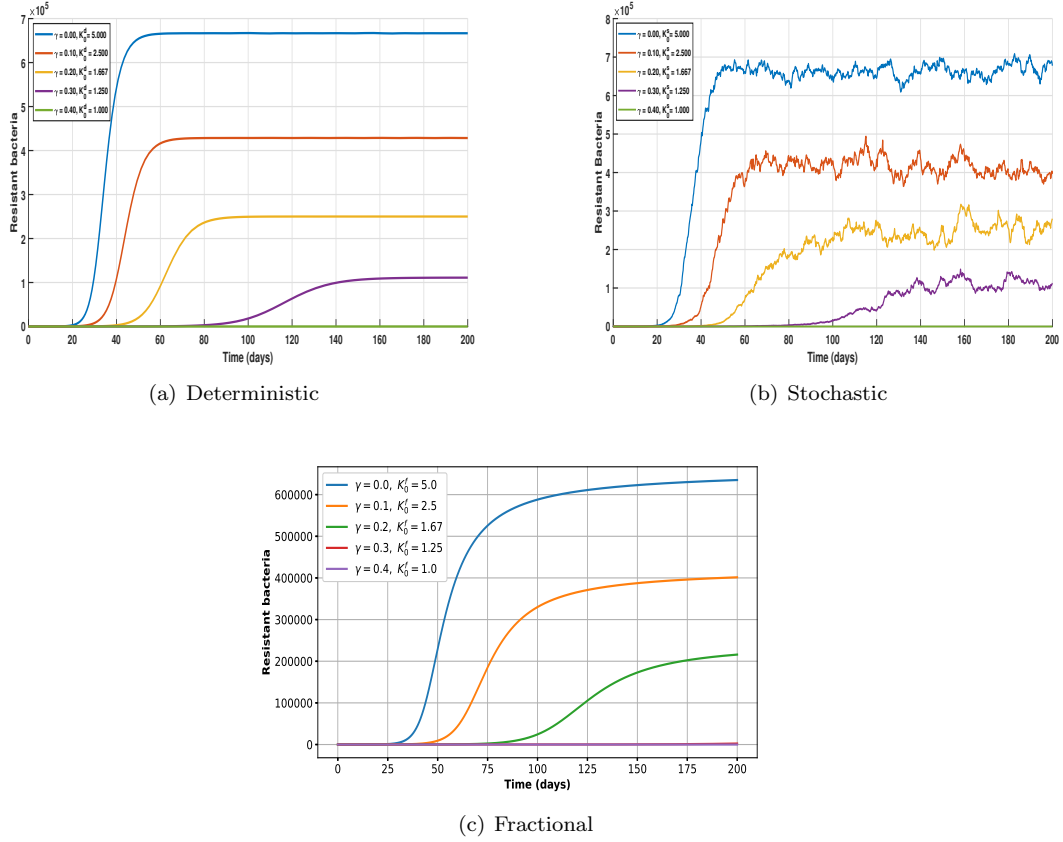 ×10⁵
7
6
5
4
3
2
1
0
0 20 40 60 80 100 120 140 160 180 200
Resistant bacteria
Time (days)
γ = 0.00, K₀ᵈ= 5.000
γ = 0.10, K₀ᵈ= 2.500
γ = 0.20, K₀ᵈ= 1.667
γ = 0.30, K₀ᵈ= 1.250
γ = 0.40, K₀ᵈ= 1.000
(a) Deterministic
×10⁵
8
7
6
5
4
3
2
1
0
0 20 40 60 80 100 120 140 160 180 200
Resistant Bacteria
Time (days)
γ = 0.00, K₀ˢ= 5.000
γ = 0.10, K₀ˢ= 2.500
γ = 0.20, K₀ˢ= 1.667
γ = 0.30, K₀ˢ= 1.250
γ = 0.40, K₀ˢ= 1.000
(b) Stochastic
600000
500000
400000
300000
200000
100000
0
0 25 50 75 100 125 150 175 200
Resistant bacteria
Time (days)
γ = 0.0, K₀ᶠ = 5.0
γ = 0.1, K₀ᶠ = 2.5
γ = 0.2, K₀ᶠ = 1.67
γ = 0.3, K₀ᶠ = 1.25
γ = 0.4, K₀ᶠ = 1.0
(c) Fractional